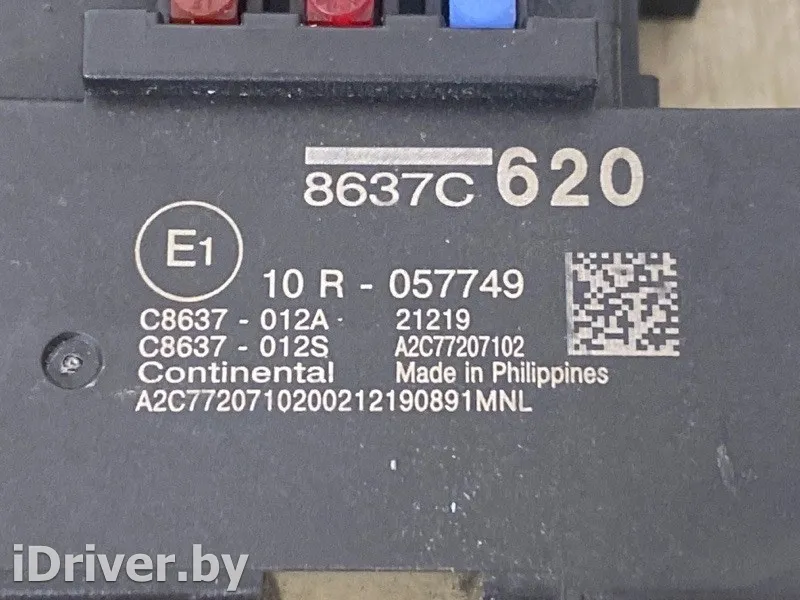 8637C 620
E1
10 R - 057749
C8637 - 012A 21219
C8637 - 012S A2C77207102
Continental Made in Philippines
A2C7720710200212190891MNL
iDriver.by